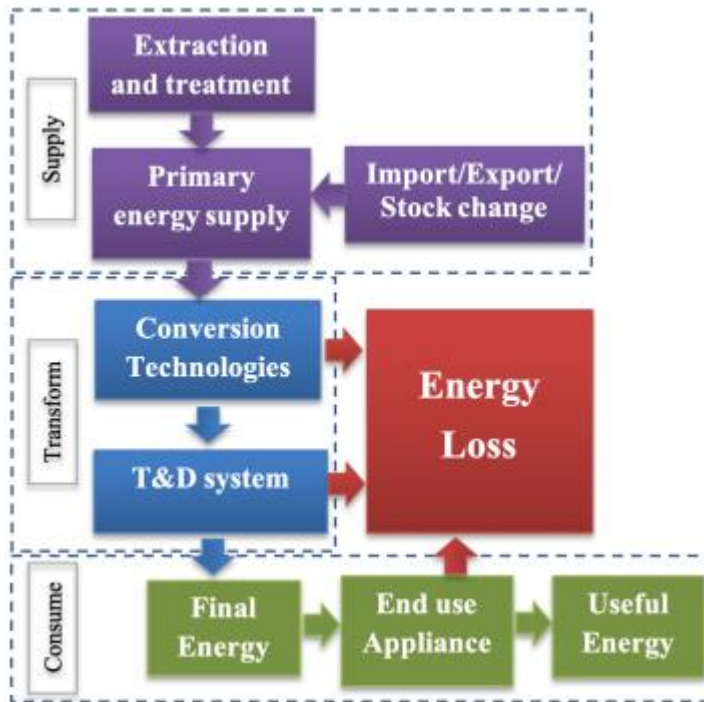 Supply
Extraction
and treatment
Primary
energy supply
Import/Export/
Stock change
Transform
Conversion
Technologies
Energy
Loss
T&D system
Consume
Final
Energy
End use
Appliance
Useful
Energy